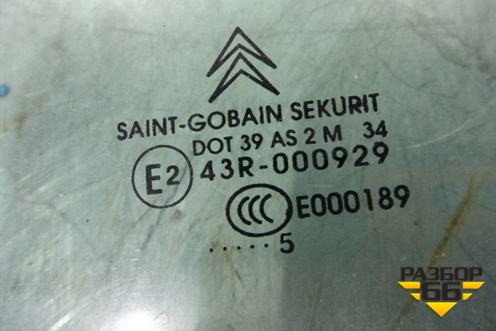 SAINT-GOBAIN SEKURIT
DOT 39 AS 2 M 34
E2 43R-000929
CCC E000189
..... 5
РАЗБОР
66